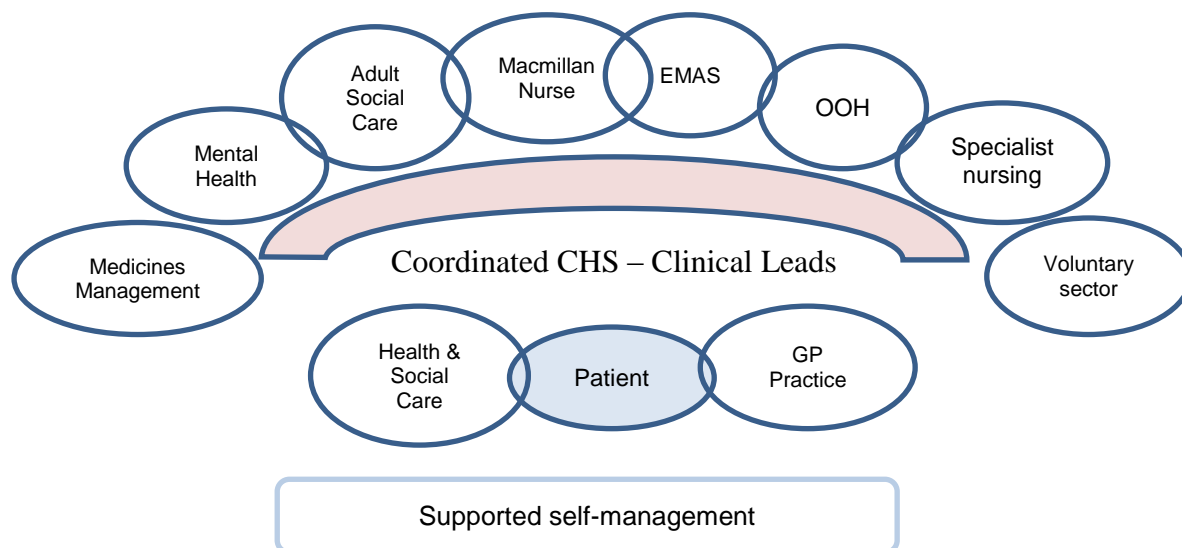 Adult
Social
Care
Macmillan
Nurse
EMAS
OOH
Mental
Health
Specialist
nursing
Medicines
Management
Coordinated CHS – Clinical Leads
Voluntary
sector
Health &
Social
Care
Patient
GP
Practice
Supported self-management